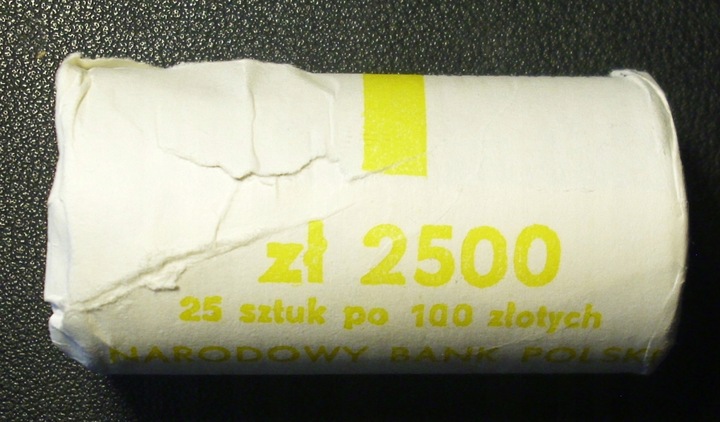 zł 2500
25 sztuk po 100 złotych
NARODOWY BANK POLSKI